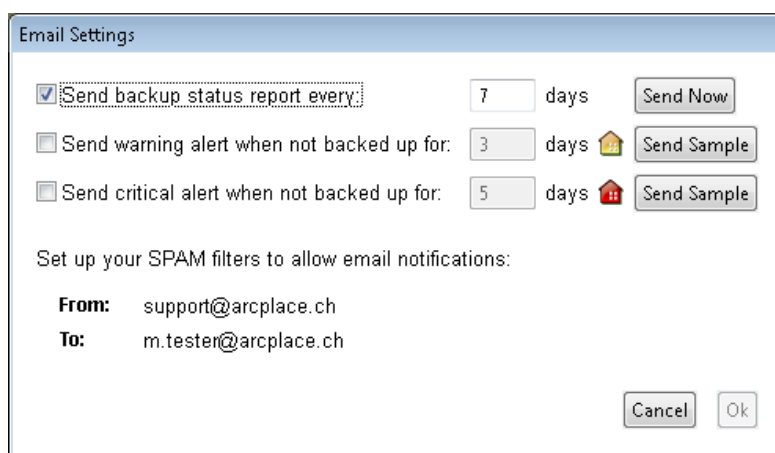 Email Settings
Send backup status report every: 7 days Send Now
Send warning alert when not backed up for: 3 days Send Sample
Send critical alert when not backed up for: 5 days Send Sample
Set up your SPAM filters to allow email notifications:
From: support@arcplace.ch
To: m.tester@arcplace.ch
Cancel Ok